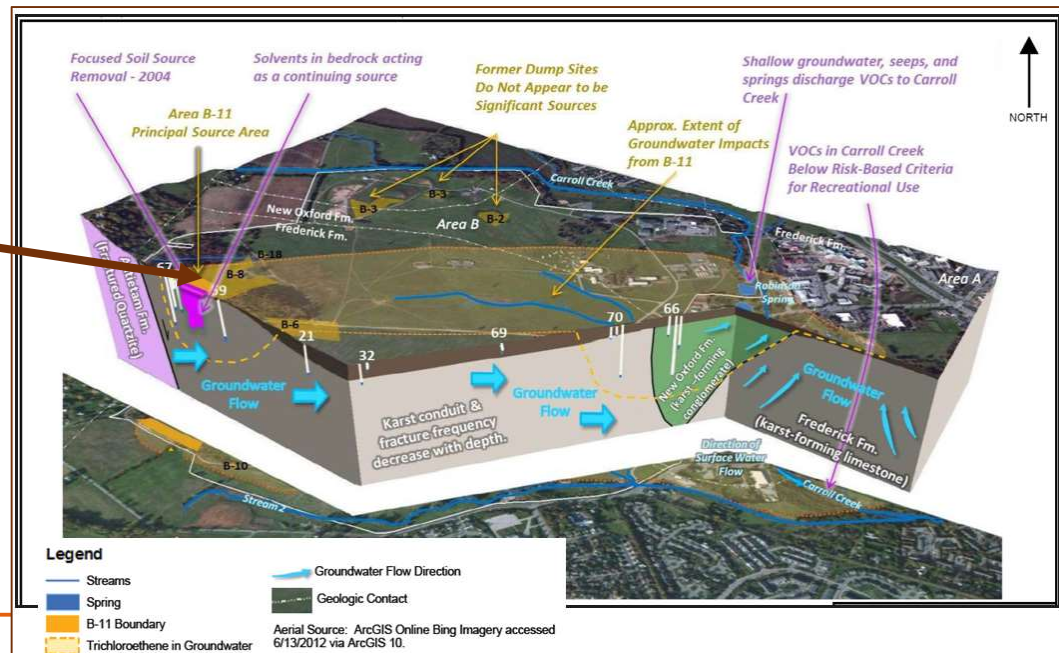 Focused Soil Source
Removal - 2004
Solvents in bedrock acting
as a continuing source
Former Dump Sites
Do Not Appear to be
Significant Sources
Shallow groundwater, seeps, and
springs discharge VOCs to Carroll
Creek
NORTH
Area B-11
Principal Source Area
Approx. Extent of
Groundwater Impacts
from B-11
VOCs in Carroll Creek
Below Risk-Based Criteria
for Recreational Use
Carroll Creek
B-3
B-3
B-2
New Oxford Fm.
Frederick Fm.
Area B
Frederick Fm.
Area A
B-18
B-8
67
59
Robinson
Spring
B-6
21
32
69
70
66
Antietam Fm.
(Fractured Quartzite)
Groundwater
Flow
Karst conduit &
fracture frequency
decrease with depth.
Groundwater
Flow
New Oxford Fm.
(karst-forming
conglomerate)
Groundwater
Flow
Frederick Fm.
(karst-forming limestone)
B-10
Stream 2
Direction of
Surface Water
Flow
Carroll Creek
Legend
Streams
Spring
B-11 Boundary
Trichloroethene in Groundwater
Groundwater Flow Direction
Geologic Contact
Aerial Source: ArcGIS Online Bing Imagery accessed
6/13/2012 via ArcGIS 10.